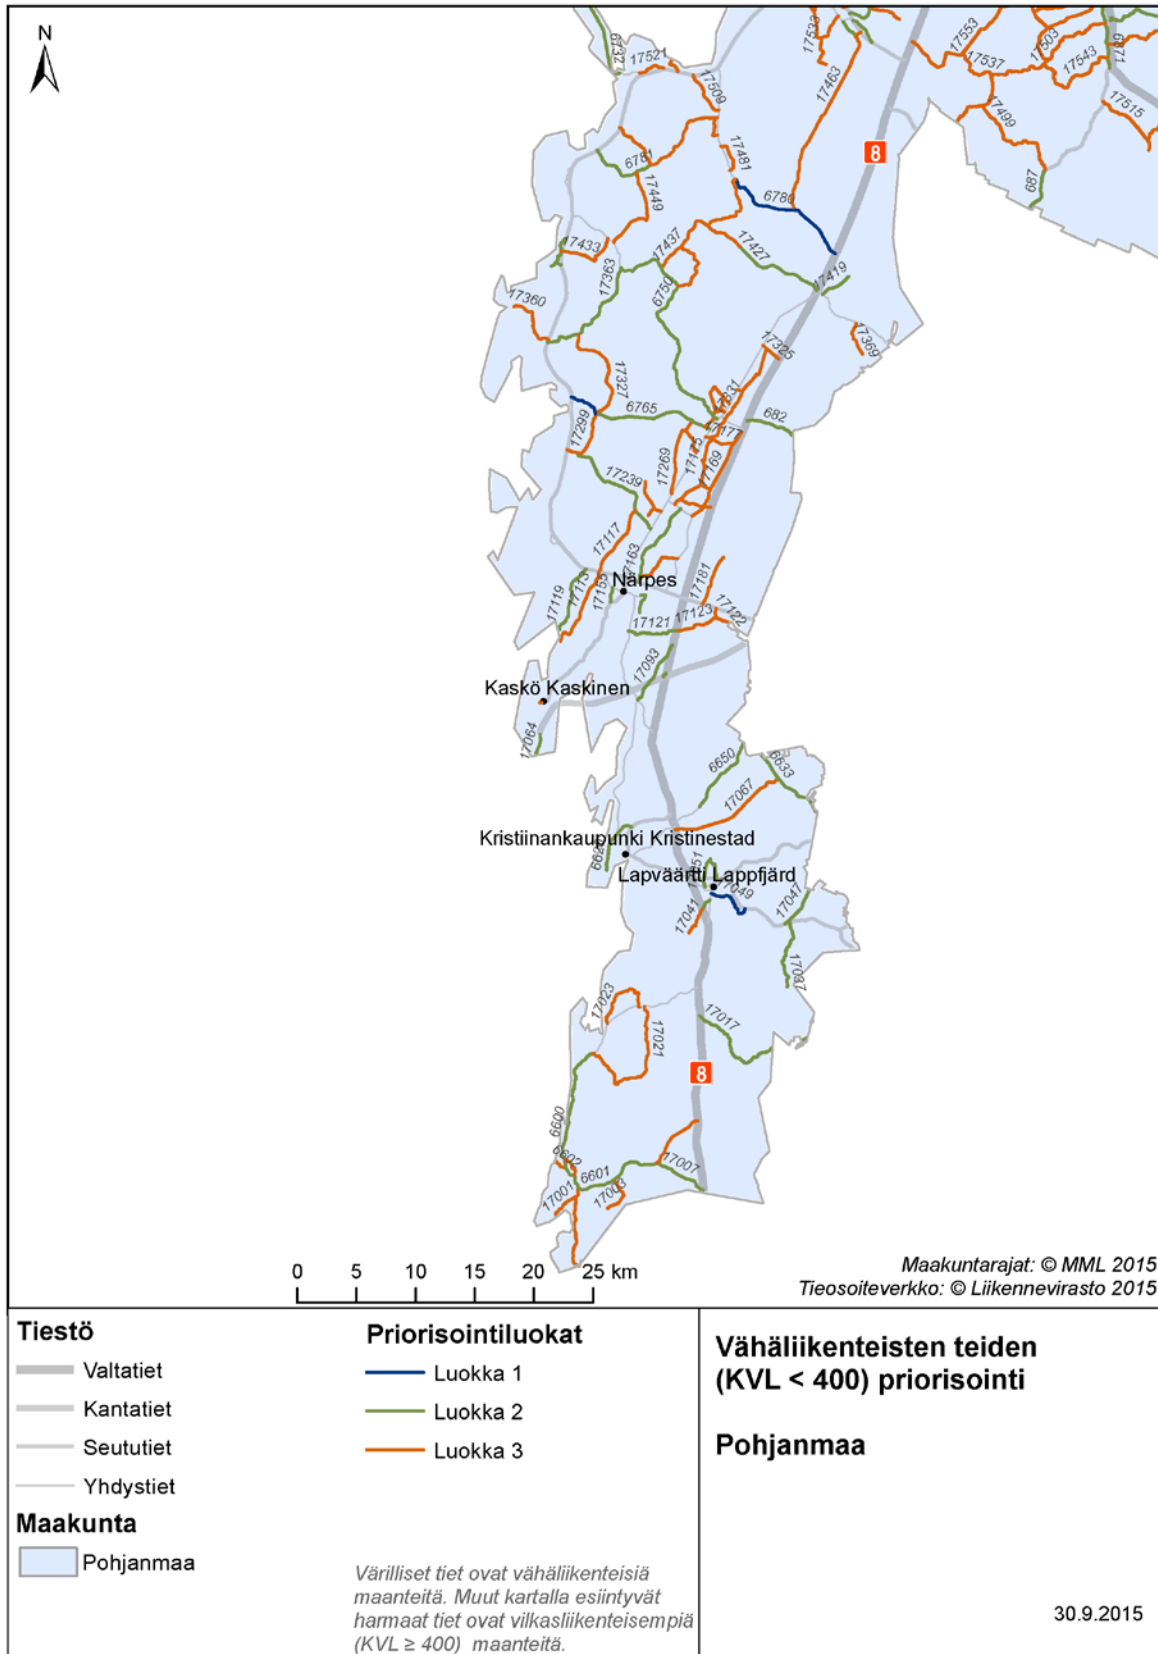 N
6732
17521
17509
17533
17463
17553
17537
17503
17543
6871
17515
17499
687
8
6781
17481
17449
6780
17433
17363
17437
6750
17427
17419
17360
17325
17369
17327
17331
6765
682
17299
17177
17175
17269
17169
17239
17117
17163
17113
17155
17119
Närpes
17181
17122
17123
17121
17093
Kaskö Kaskinen
17064
6650
6633
17067
Kristiinankaupunki Kristinestad
Lapväärtti Lappfjärd
17049
17047
17041
17037
17023
17021
17017
8
6600
6602
6601
17007
17001
17003
0 5 10 15 20 25 km
Maakuntarajat: © MML 2015
Tieosoiteverkko: © Liikennevirasto 2015
Tiestö
Valtatiet
Kantatiet
Seututiet
Yhdystiet
Maakunta
Pohjanmaa
Priorisointiluokat
Luokka 1
Luokka 2
Luokka 3
Värilliset tiet ovat vähäliikenteisiä
maanteitä. Muut kartalla esiintyvät
harmaat tiet ovat vilkasliikenteisempiä
(KVL ≥ 400) maanteitä.
Vähäliikenteisten teiden
(KVL < 400) priorisointi
Pohjanmaa
30.9.2015